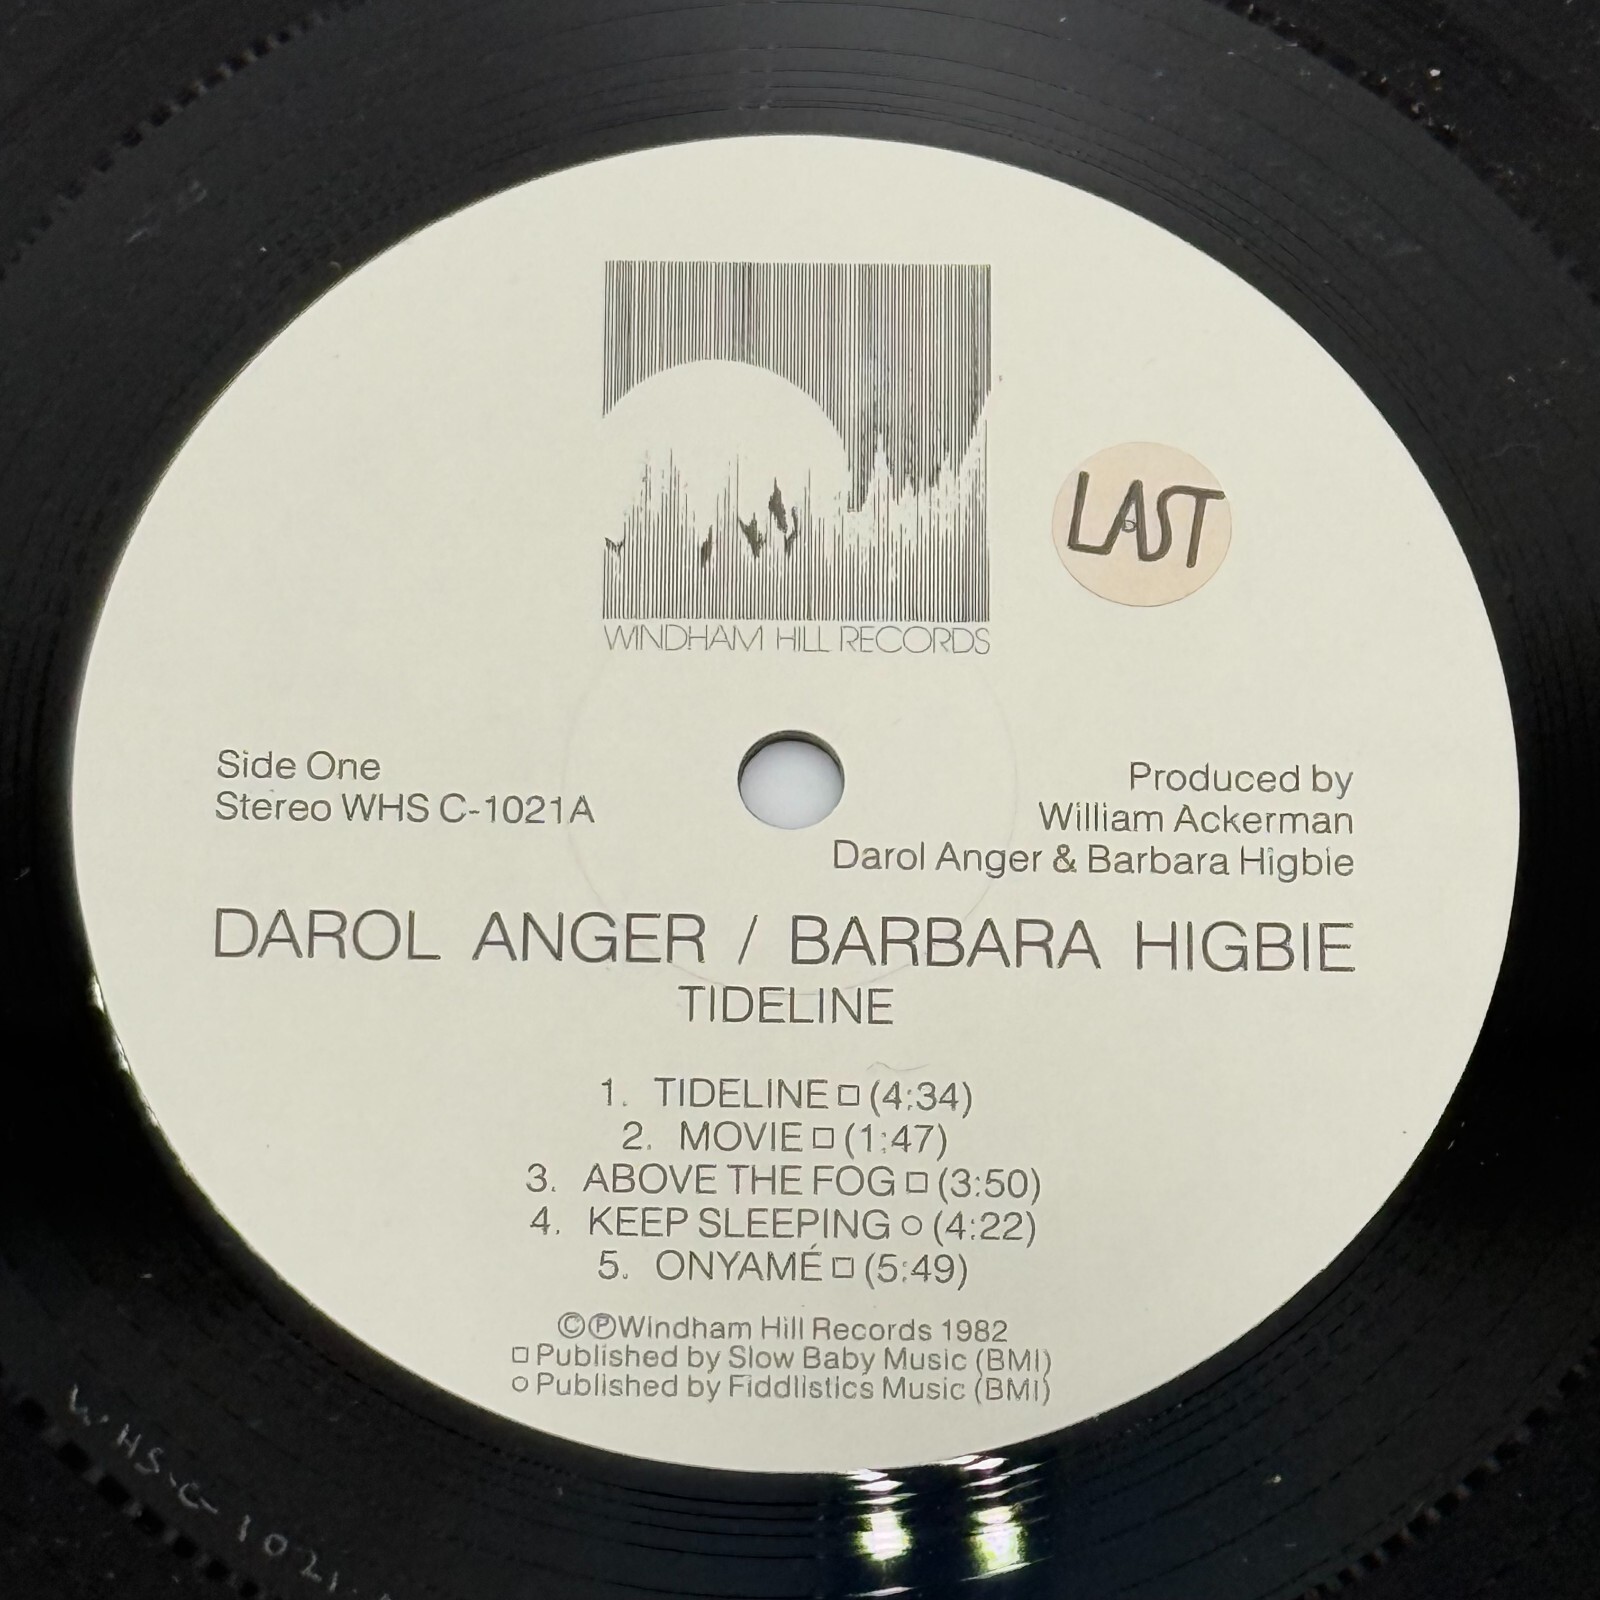 WINDHAM HILL RECORDS
LAST
Side One
Stereo WHS C-1021A
Produced by
William Ackerman
Darol Anger & Barbara Higbie
DAROL ANGER / BARBARA HIGBIE
TIDELINE
1. TIDELINE □ (4:34)
2. MOVIE □ (1:47)
3. ABOVE THE FOG □ (3:50)
4. KEEP SLEEPING ○ (4:22)
5. ONYAMÉ □ (5:49)
©℗Windham Hill Records 1982
□ Published by Slow Baby Music (BMI)
○ Published by Fiddlistics Music (BMI)
WHS-C-1021